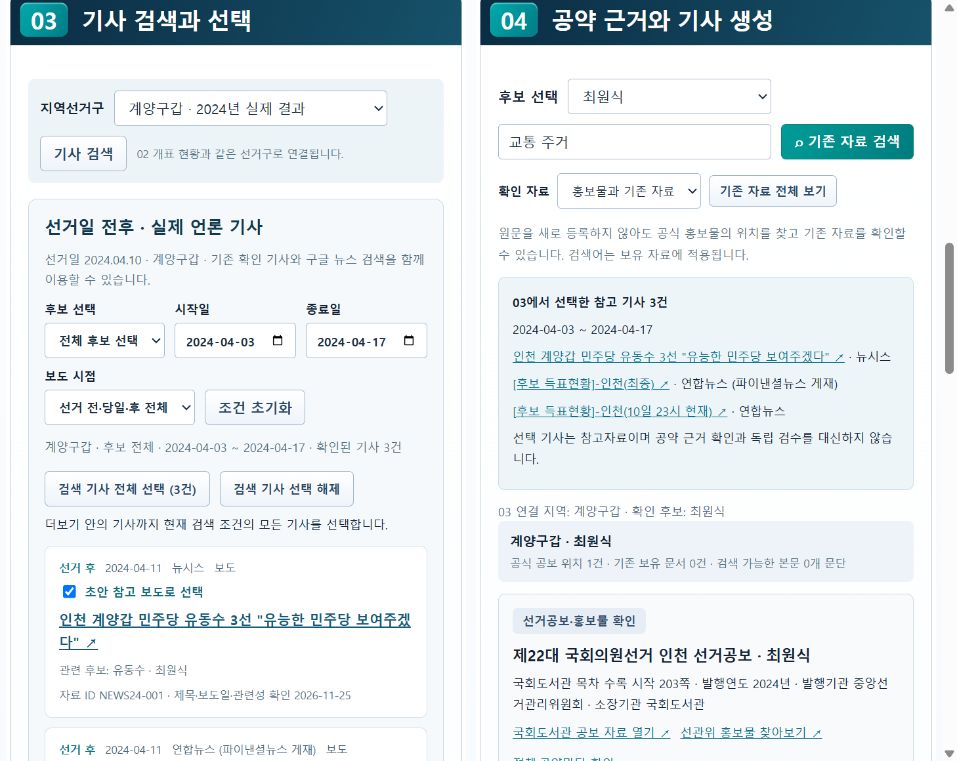 03 기사 검색과 선택
지역선거구 계양구갑 · 2024년 실제 결과
기사 검색 02 개표 현황과 같은 선거구로 연결됩니다.
선거일 전후 · 실제 언론 기사
선거일 2024.04.10 · 계양구갑 · 기존 확인 기사와 구글 뉴스 검색을 함께
이용할 수 있습니다.
후보 선택 시작일 종료일
전체 후보 선택 2024-04-03 2024-04-17
보도 시점
선거 전·당일·후 전체 조건 초기화
계양구갑 · 후보 전체 · 2024-04-03 ~ 2024-04-17 · 확인된 기사 3건
검색 기사 전체 선택 (3건) 검색 기사 선택 해제
더보기 안의 기사까지 현재 검색 조건의 모든 기사를 선택합니다.
선거 후 2024-04-11 뉴시스 보도
초안 참고 보도로 선택
인천 계양갑 민주당 유동수 3선 "유능한 민주당 보여주겠
다" ↗
관련 후보: 유동수 · 최원식
자료 ID NEWS24-001 · 제목·보도일·관련성 확인 2026-11-25
선거 후 2024-04-11 연합뉴스 (파이낸셜뉴스 게재) 보도
04 공약 근거와 기사 생성
후보 선택 최원식
교통 주거 ⌕ 기존 자료 검색
확인 자료 홍보물과 기존 자료 기존 자료 전체 보기
원문을 새로 등록하지 않아도 공식 홍보물의 위치를 찾고 기존 자료를 확인할
수 있습니다. 검색어는 보유 자료에 적용됩니다.
03에서 선택한 참고 기사 3건
2024-04-03 ~ 2024-04-17
인천 계양갑 민주당 유동수 3선 "유능한 민주당 보여주겠다" ↗ · 뉴시스
[후보 득표현황]-인천(최종) ↗ · 연합뉴스 (파이낸셜뉴스 게재)
[후보 득표현황]-인천(10일 23시 현재) ↗ · 연합뉴스
선택 기사는 참고자료이며 공약 근거 확인과 독립 검수를 대신하지 않습
니다.
03 연결 지역: 계양구갑 · 확인 후보: 최원식
계양구갑 · 최원식
공식 공보 위치 1건 · 기존 보유 문서 0건 · 검색 가능한 본문 0개 문단
선거공보·홍보물 확인
제22대 국회의원선거 인천 선거공보 · 최원식
국회도서관 목차 수록 시작 203쪽 · 발행연도 2024년 · 발행기관 중앙선
거관리위원회 · 소장기관 국회도서관
국회도서관 공보 자료 열기 ↗ 선관위 홍보물 찾아보기 ↗